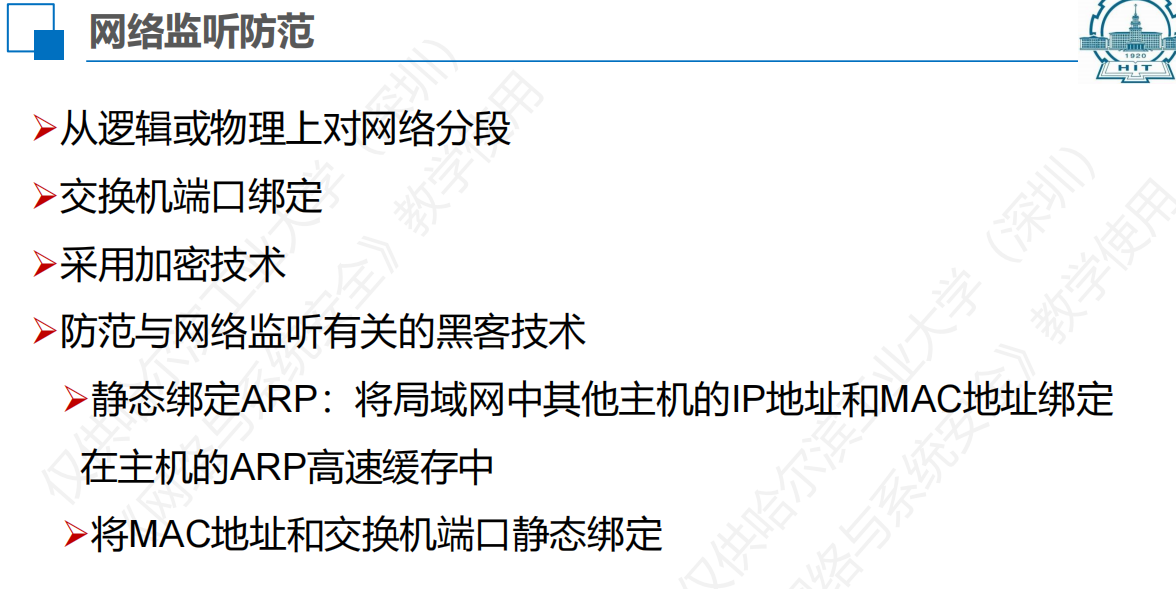 网络监听防范
1920
HIT
➢从逻辑或物理上对网络分段
➢交换机端口绑定
➢采用加密技术
➢防范与网络监听有关的黑客技术
➢静态绑定ARP：将局域网中其他主机的IP地址和MAC地址绑定
在主机的ARP高速缓存中
➢将MAC地址和交换机端口静态绑定
仅供哈尔滨工业大学（深圳）
《网络与系统安全》教学使用
仅供哈尔滨工业大学（深圳）
网络与系统安全》教学使用